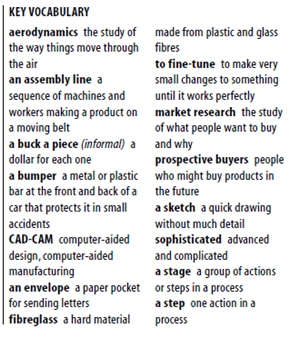 KEY VOCABULARY
aerodynamics the study of
the way things move through
the air
an assembly line a
sequence of machines and
workers making a product on
a moving belt
a buck a piece (informal) a
dollar for each one
a bumper a metal or plastic
bar at the front and back of a
car that protects it in small
accidents
CAD-CAM computer-aided
design, computer-aided
manufacturing
an envelope a paper pocket
for sending letters
fibreglass a hard material
made from plastic and glass
fibres
to fine-tune to make very
small changes to something
until it works perfectly
market research the study
of what people want to buy
and why
prospective buyers people
who might buy products in
the future
a sketch a quick drawing
without much detail
sophisticated advanced
and complicated
a stage a group of actions
or steps in a process
a step one action in a
process